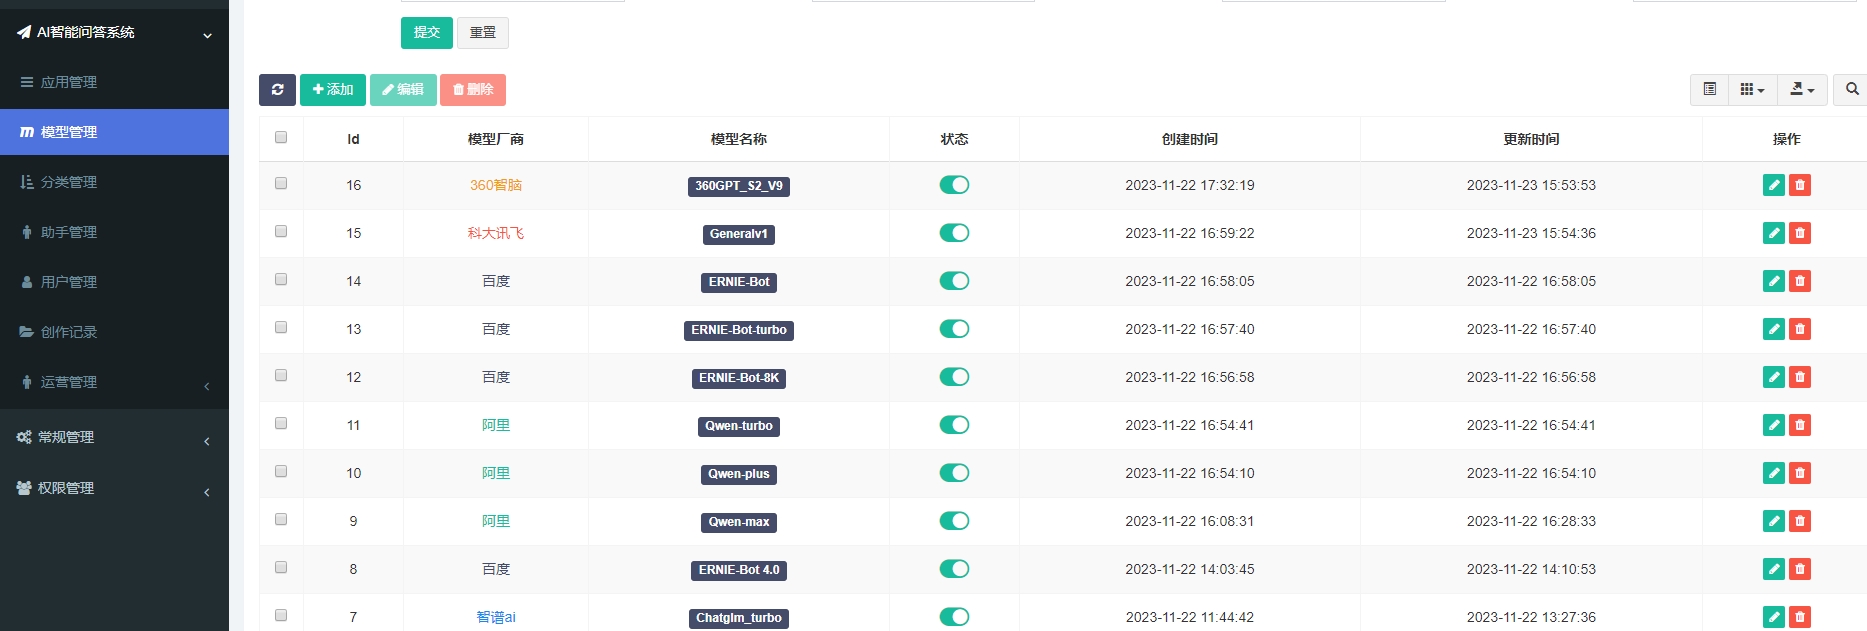 AI智能问答系统
应用管理
模型管理
分类管理
助手管理
用户管理
创作记录
运营管理
常规管理
权限管理
提交 重置
添加 编辑 删除
Id 模型厂商 模型名称 状态 创建时间 更新时间 操作
16 360智脑 360GPT_S2_V9 2023-11-22 17:32:19 2023-11-23 15:53:53
15 科大讯飞 Generalv1 2023-11-22 16:59:22 2023-11-23 15:54:36
14 百度 ERNIE-Bot 2023-11-22 16:58:05 2023-11-22 16:58:05
13 百度 ERNIE-Bot-turbo 2023-11-22 16:57:40 2023-11-22 16:57:40
12 百度 ERNIE-Bot-8K 2023-11-22 16:56:58 2023-11-22 16:56:58
11 阿里 Qwen-turbo 2023-11-22 16:54:41 2023-11-22 16:54:41
10 阿里 Qwen-plus 2023-11-22 16:54:10 2023-11-22 16:54:10
9 阿里 Qwen-max 2023-11-22 16:08:31 2023-11-22 16:28:33
8 百度 ERNIE-Bot 4.0 2023-11-22 14:03:45 2023-11-22 14:10:53
7 智谱ai Chatglm_turbo 2023-11-22 11:44:42 2023-11-22 13:27:36